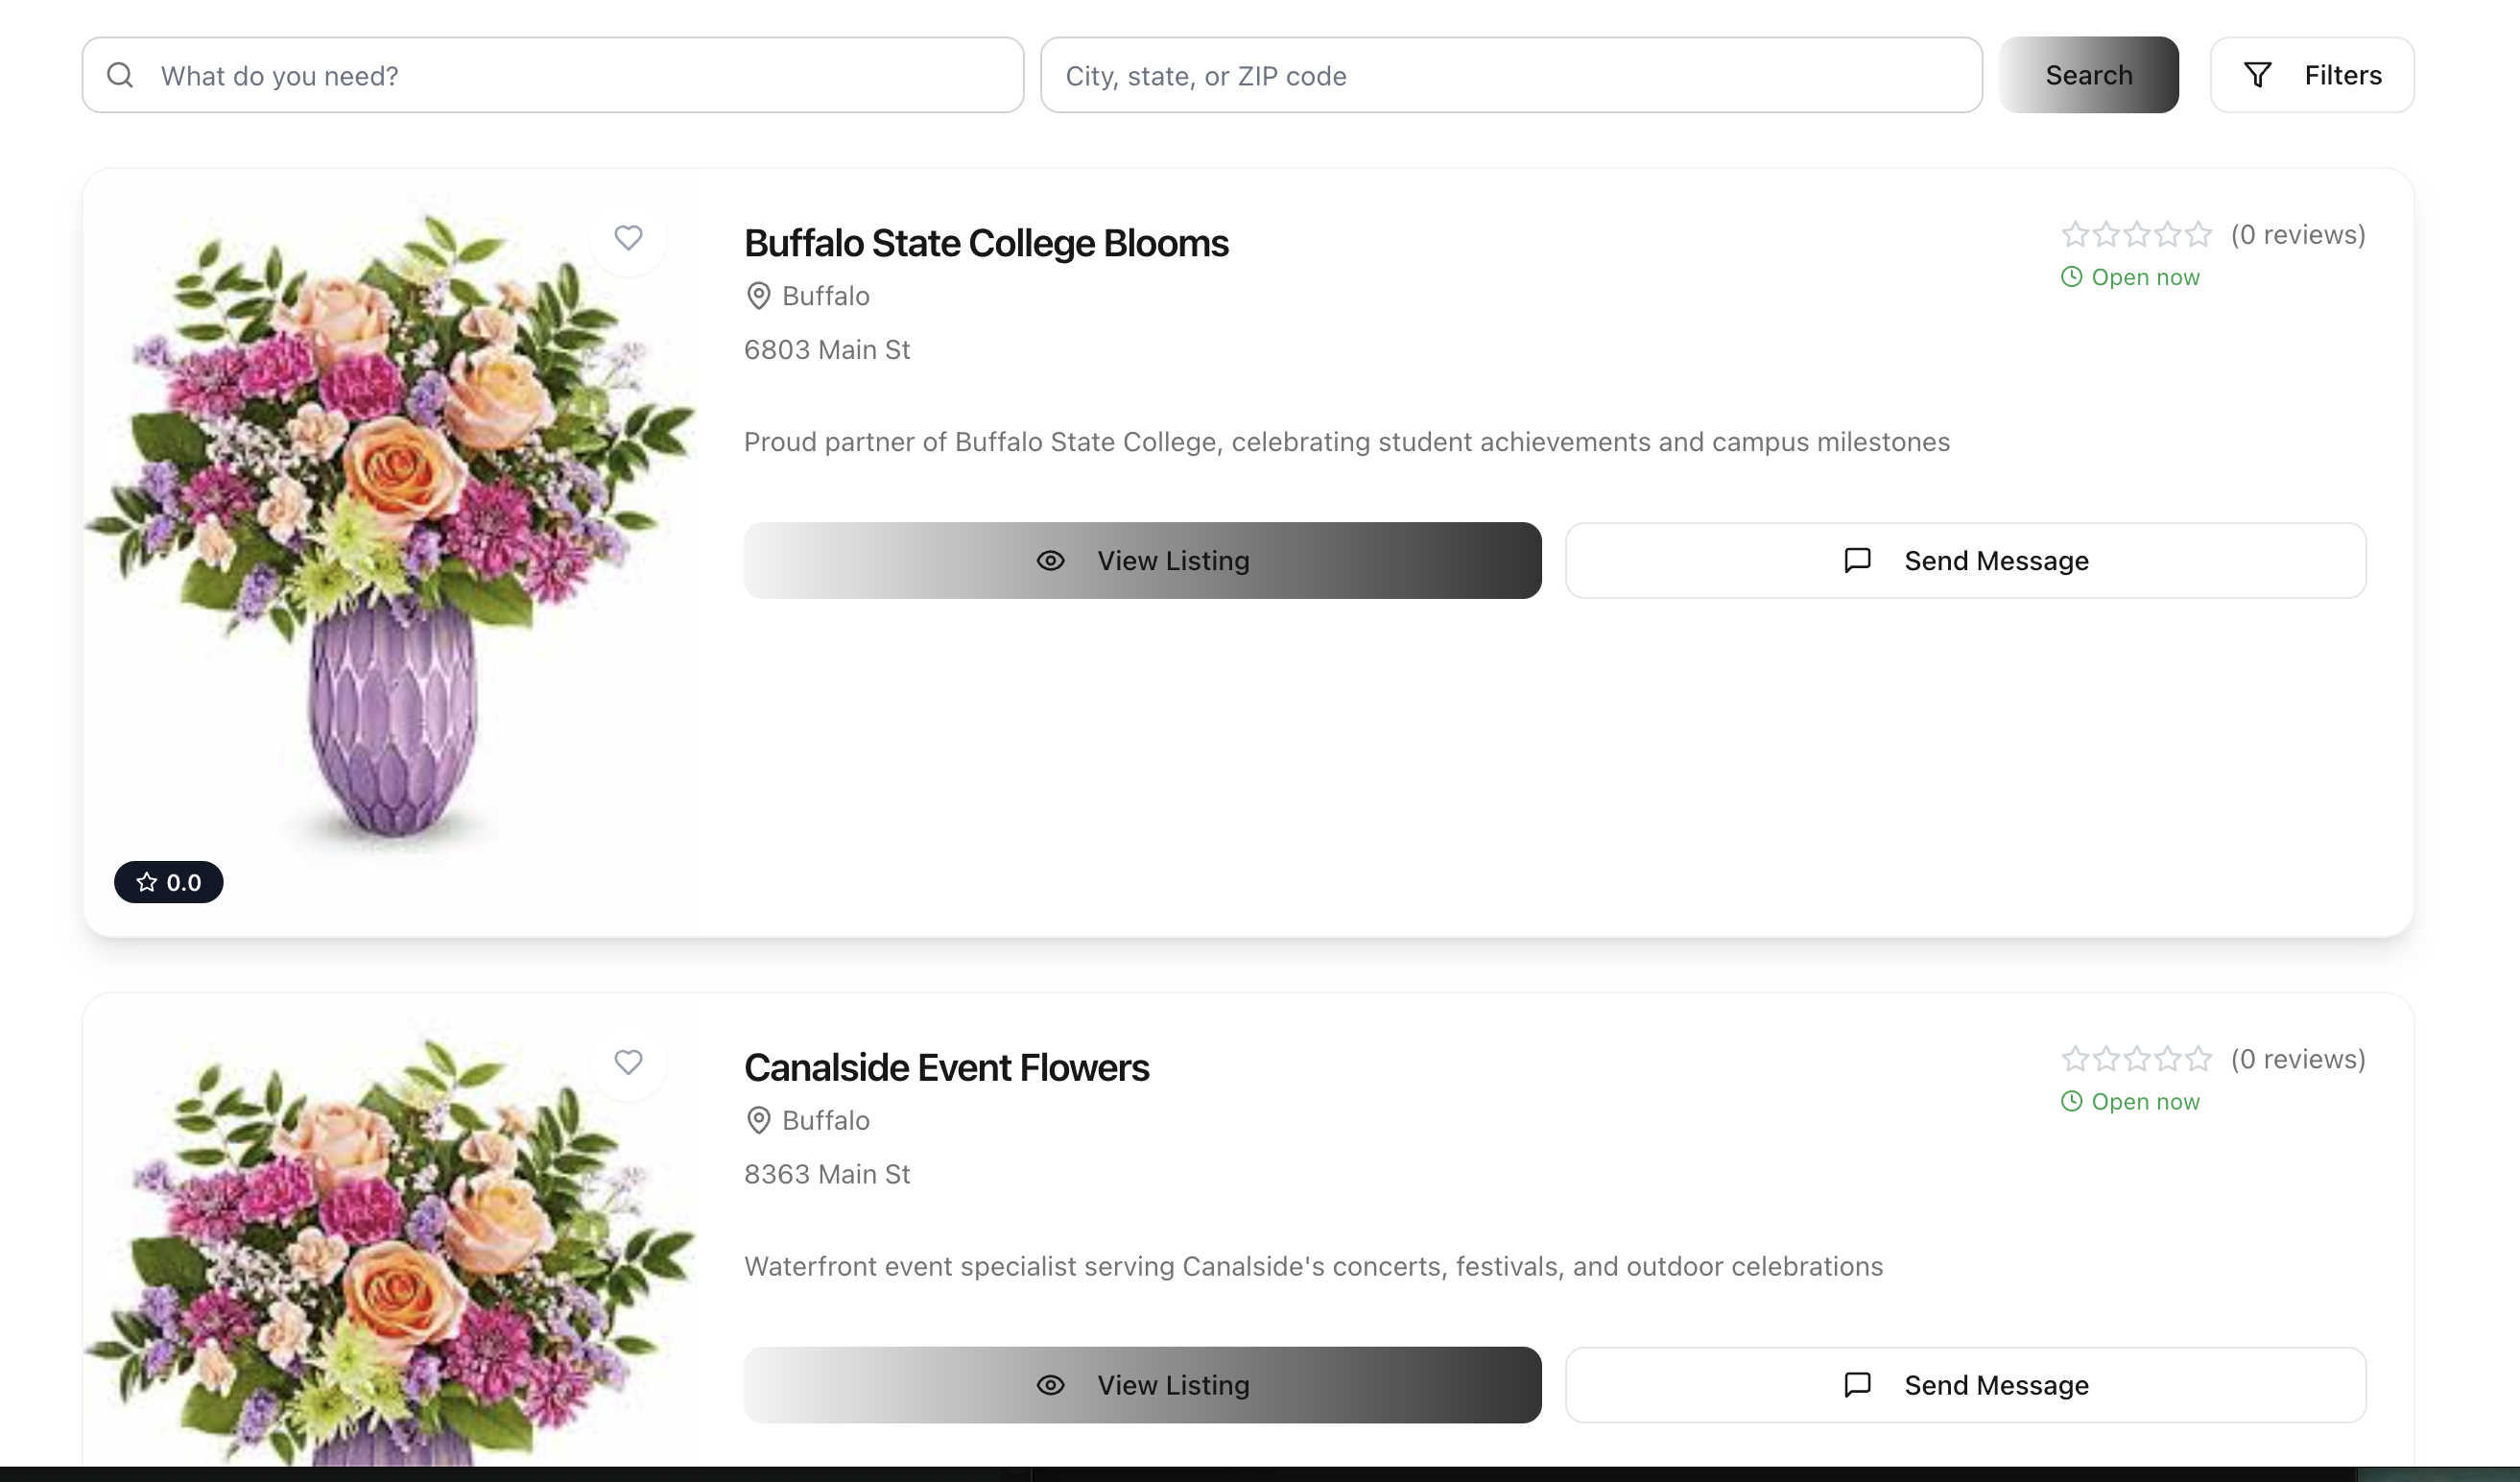 What do you need?
City, state, or ZIP code
Search
Filters
Buffalo State College Blooms
(0 reviews)
Open now
Buffalo
6803 Main St
Proud partner of Buffalo State College, celebrating student achievements and campus milestones
View Listing
Send Message
0.0
Canalside Event Flowers
(0 reviews)
Open now
Buffalo
8363 Main St
Waterfront event specialist serving Canalside's concerts, festivals, and outdoor celebrations
View Listing
Send Message